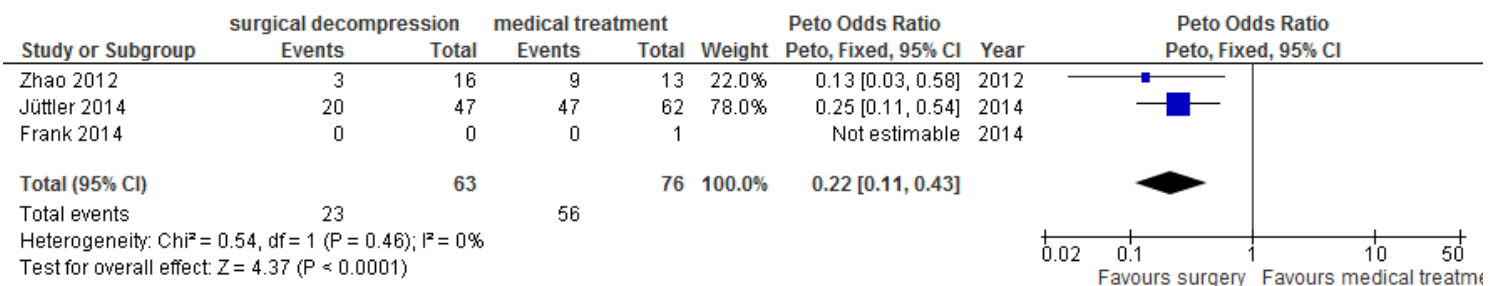 surgical decompression medical treatment Peto Odds Ratio Peto Odds Ratio
Study or Subgroup Events Total Events Total Weight Peto, Fixed, 95% CI Year Peto, Fixed, 95% CI
Zhao 2012 3 16 9 13 22.0% 0.13 [0.03, 0.58] 2012
Jüttler 2014 20 47 47 62 78.0% 0.25 [0.11, 0.54] 2014
Frank 2014 0 0 0 1 Not estimable 2014
Total (95% CI) 63 76 100.0% 0.22 [0.11, 0.43]
Total events 23 56
Heterogeneity: Chi² = 0.54, df = 1 (P = 0.46); I² = 0%
Test for overall effect: Z = 4.37 (P < 0.0001)
0.02 0.1 1 10 50
Favours surgery Favours medical treatme